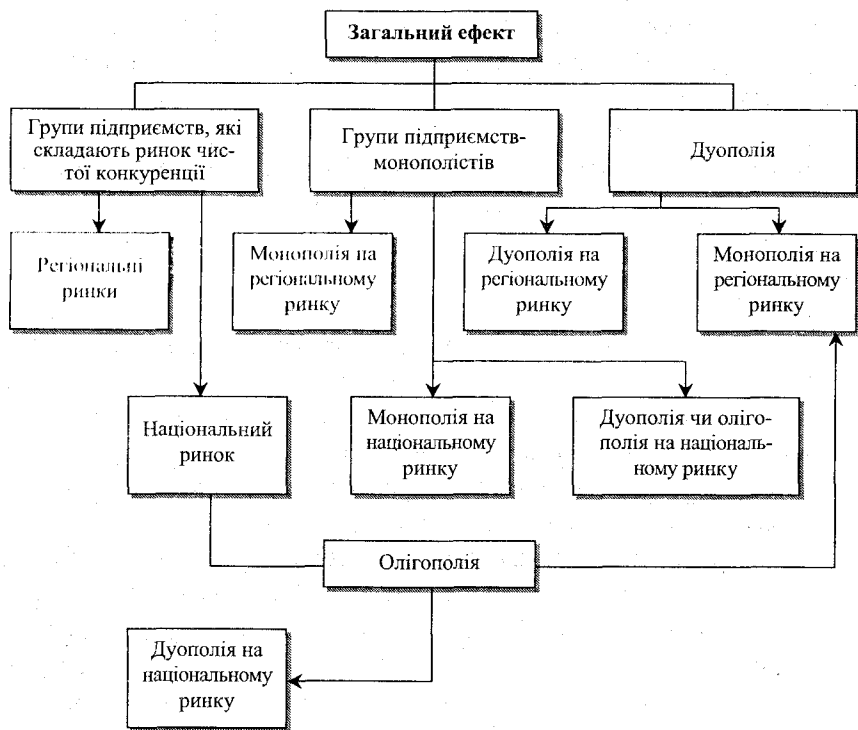 Загальний ефект
Групи підприємств, які
складають ринок чис-
тої конкуренції
Групи підприємств-
монополістів
Дуополія
Регіональні
ринки
Монополія на
регіональному
ринку
Дуополія на
регіональному
ринку
Монополія на
регіональному
ринку
Національний
ринок
Монополія на
національному
ринку
Дуополія чи оліго-
полія на національ-
ному ринку
Олігополія
Дуополія на
національному
ринку